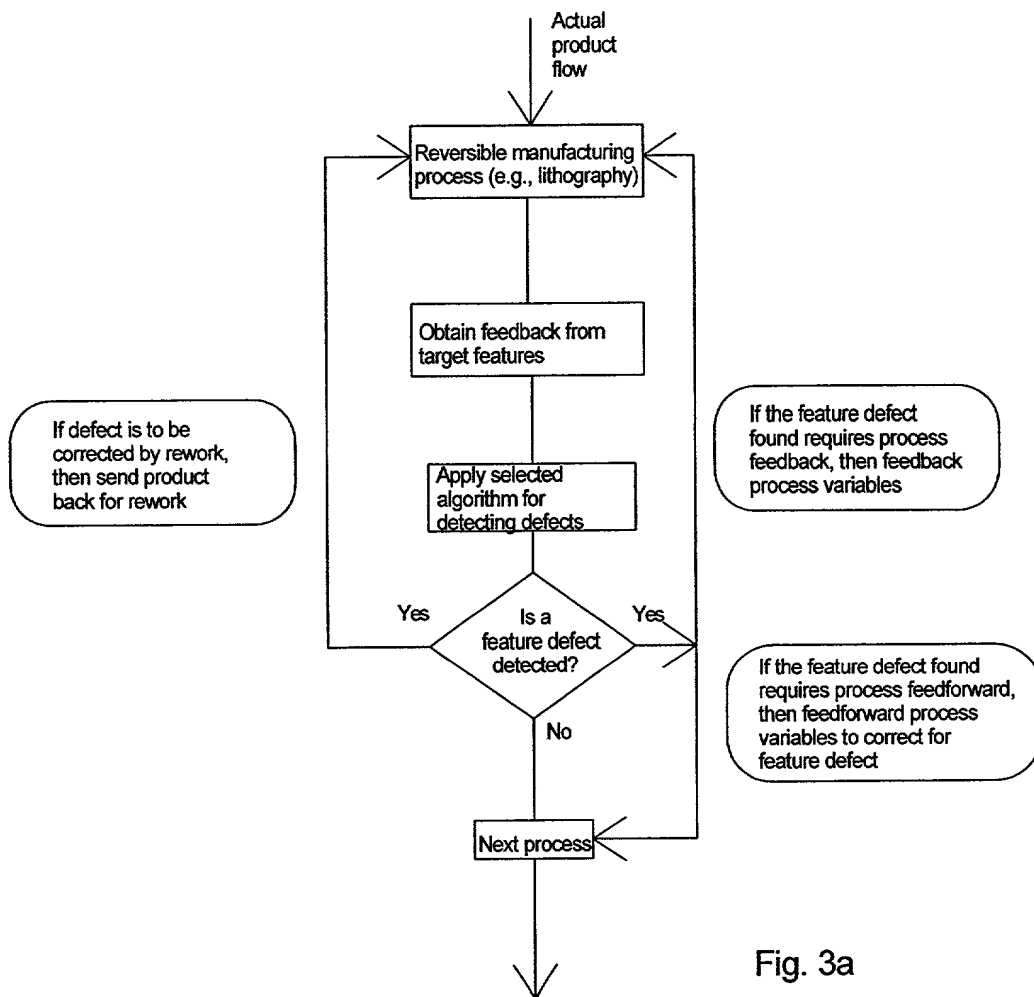 Actual
product
flow
Reversible manufacturing
process (e.g., lithography)
Obtain feedback from
target features
If defect is to be
corrected by rework,
then send product
back for rework
If the feature defect
found requires process
feedback, then feedback
process variables
Apply selected
algorithm for
detecting defects
Yes
Is a
feature defect
detected?
Yes
If the feature defect found
requires process feedforward,
then feedforward process
variables to correct for
feature defect
No
Next process
Fig. 3a